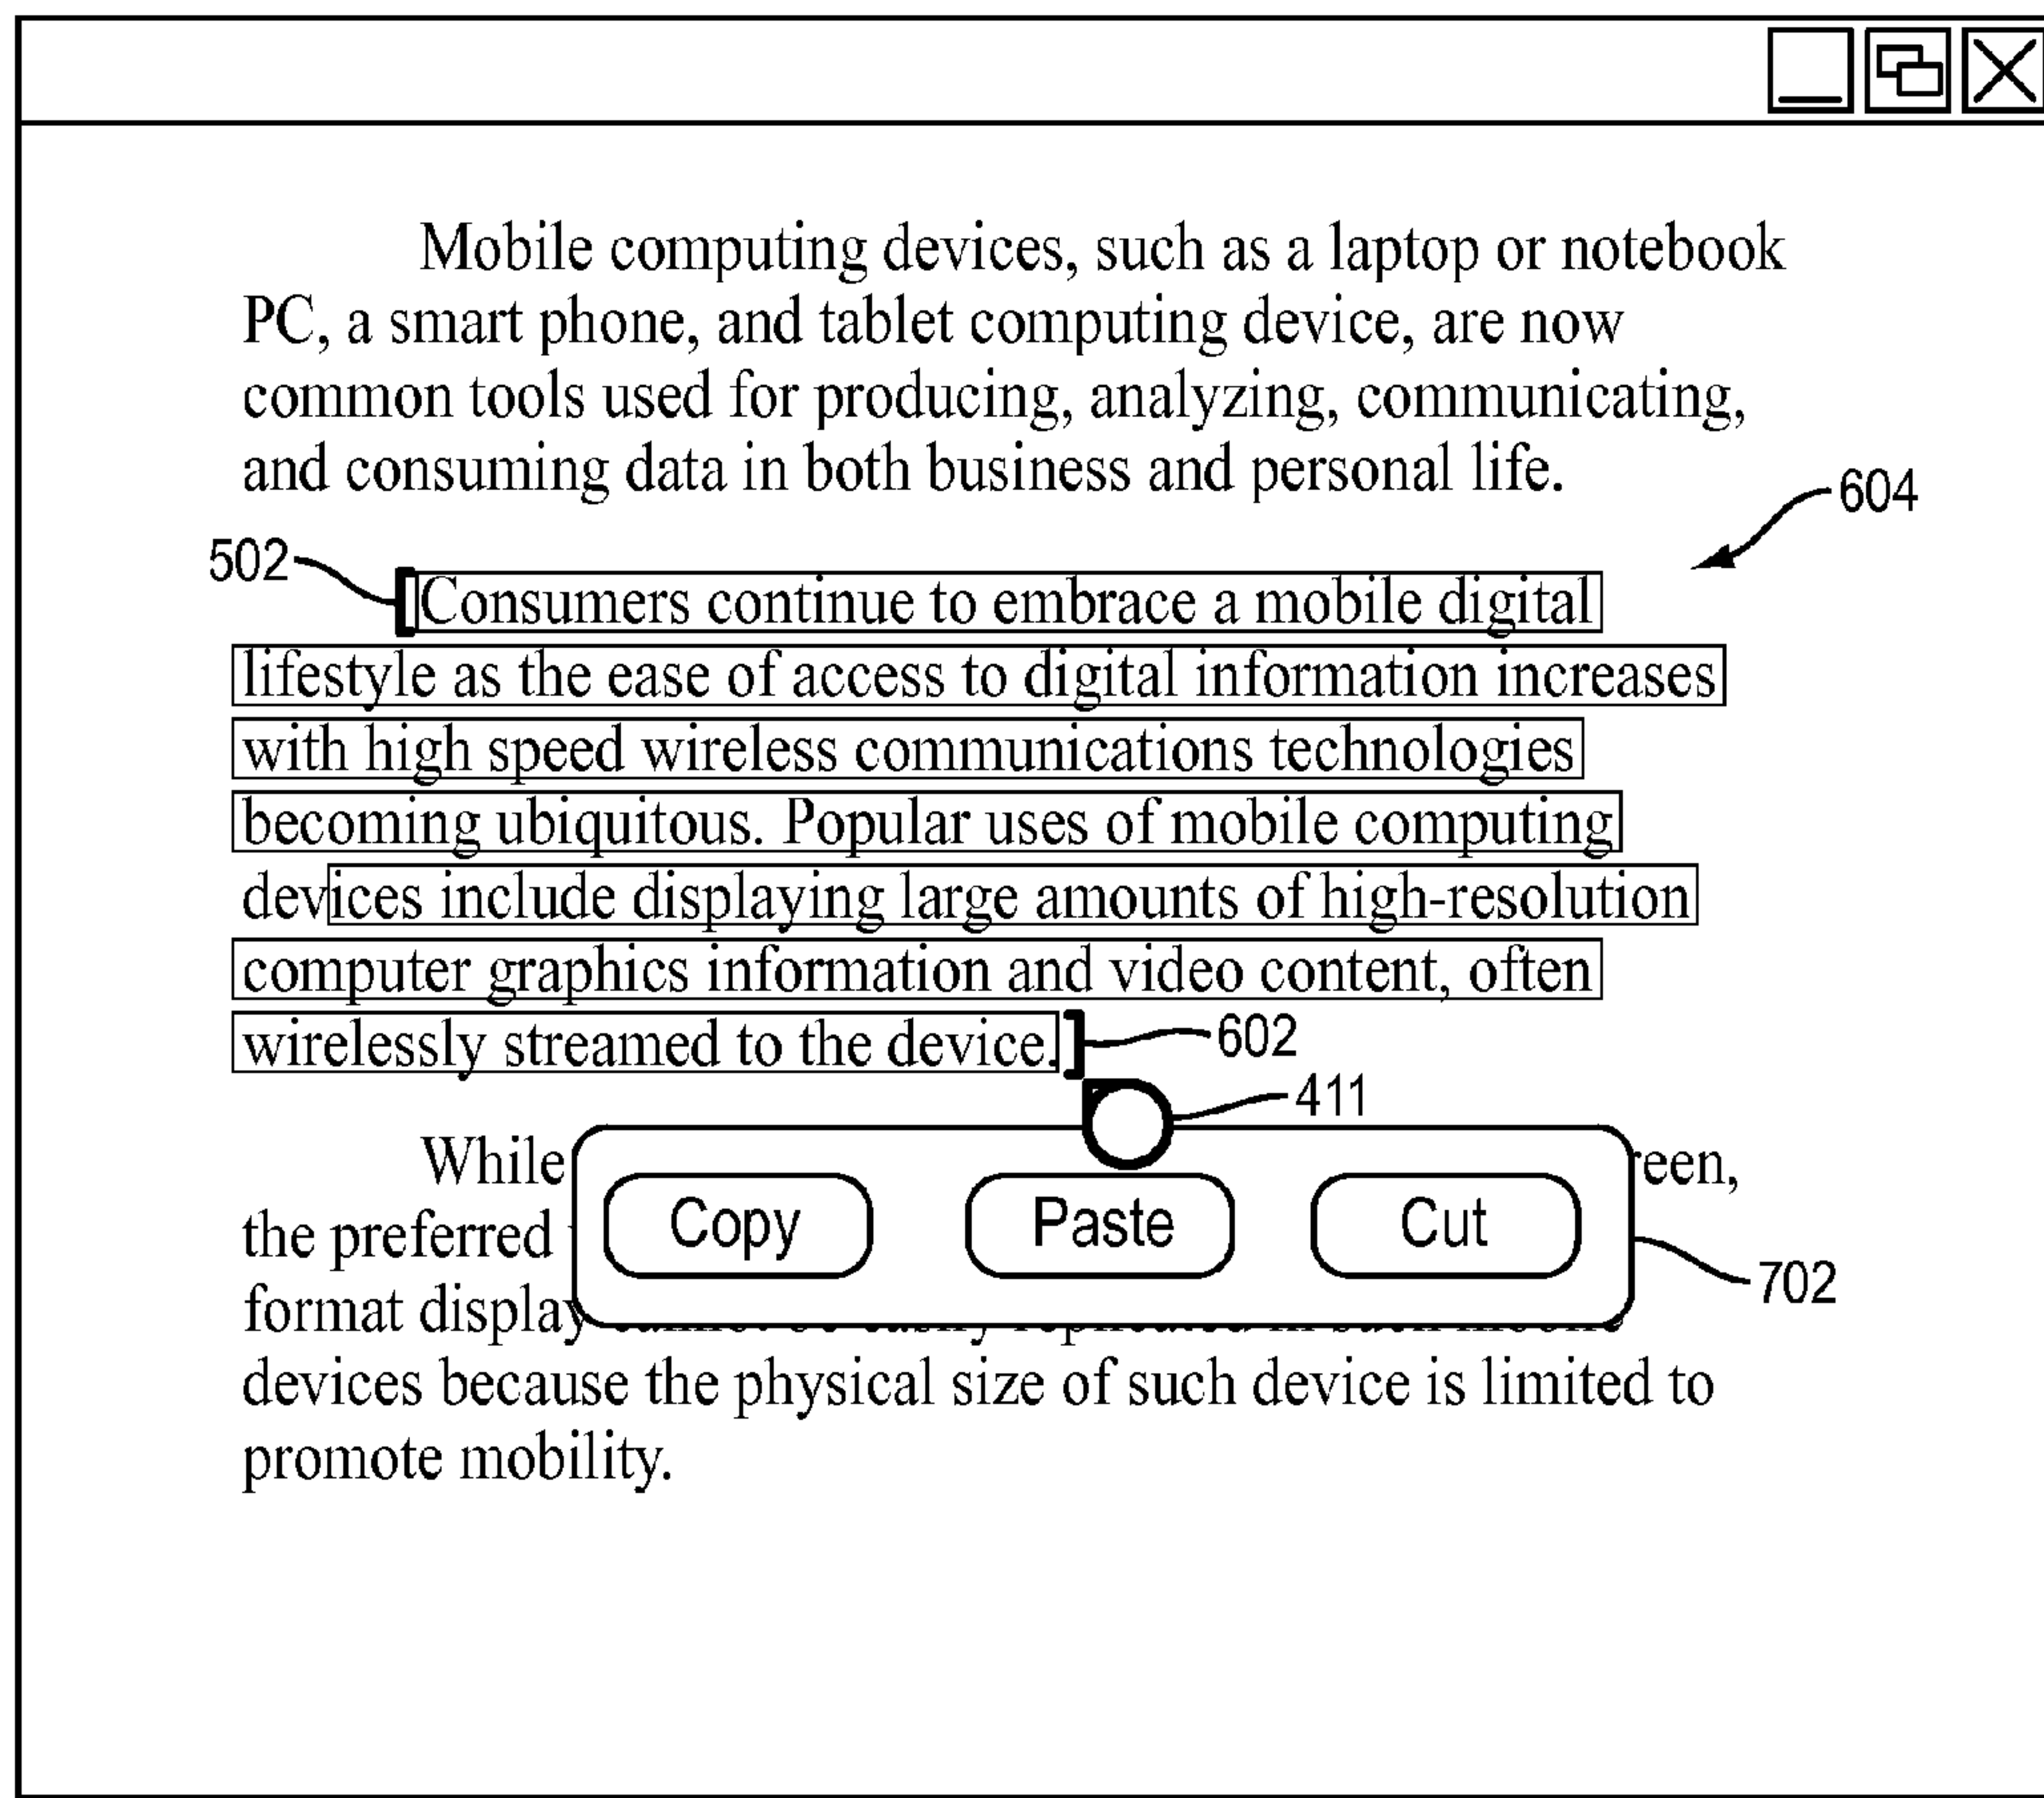 Mobile computing devices, such as a laptop or notebook
PC, a smart phone, and tablet computing device, are now
common tools used for producing, analyzing, communicating,
and consuming data in both business and personal life.
604
502
Consumers continue to embrace a mobile digital
lifestyle as the ease of access to digital information increases
with high speed wireless communications technologies
becoming ubiquitous. Popular uses of mobile computing
devices include displaying large amounts of high-resolution
computer graphics information and video content, often
wirelessly streamed to the device.
602
411
While
Copy Paste Cut
the preferred
702
format display
devices because the physical size of such device is limited to
promote mobility.